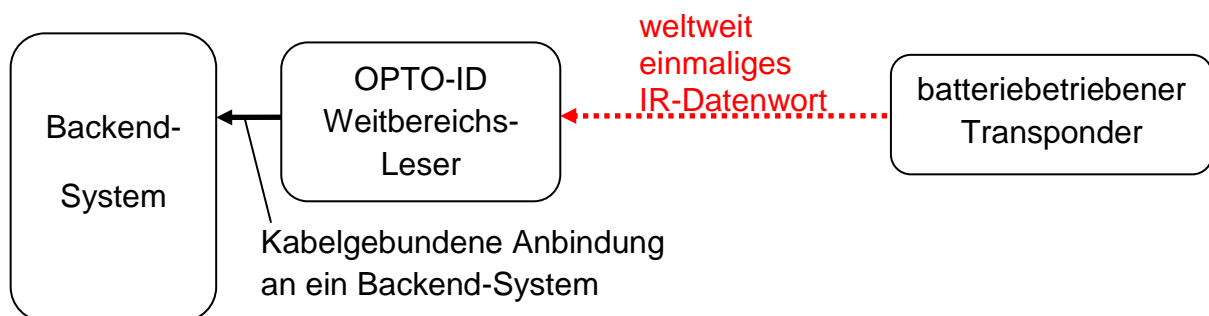 Backend-
System
OPTO-ID
Weitbereichs-
Leser
weltweit
einmaliges
IR-Datenwort
batteriebetriebener
Transponder
Kabelgebundene Anbindung
an ein Backend-System